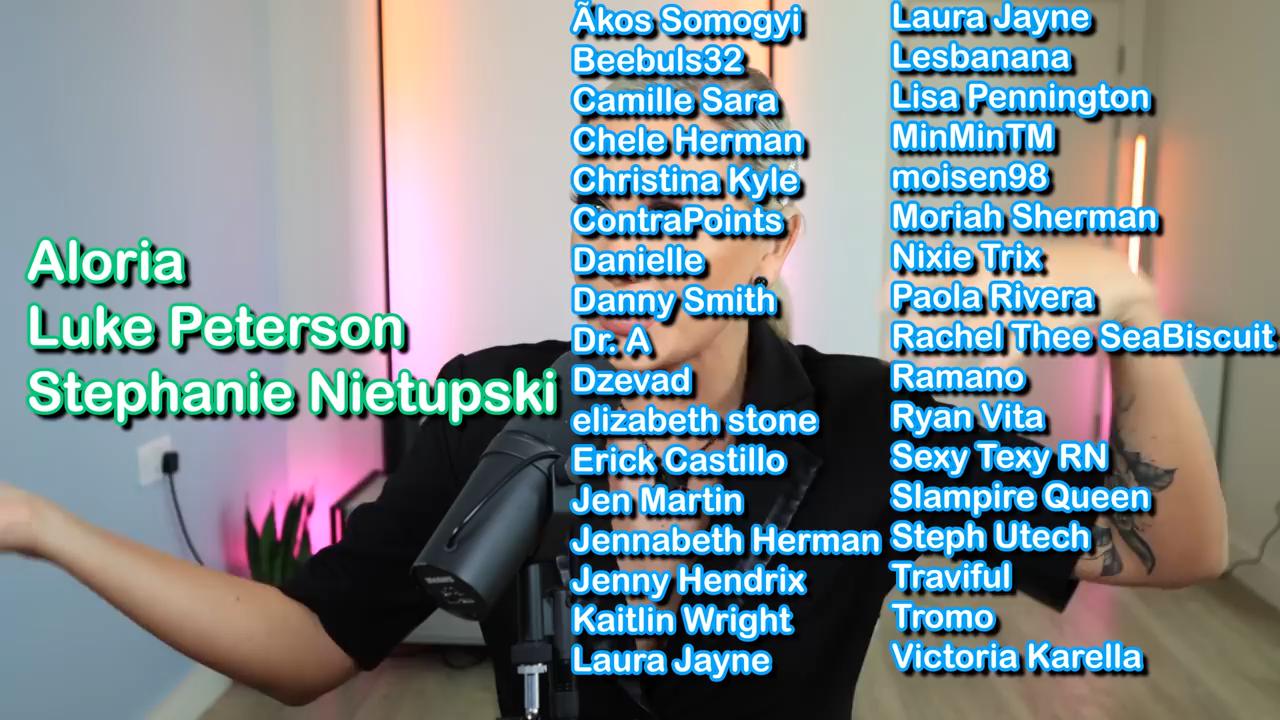 Aloria
Luke Peterson
Stephanie Nietupski
Ãkos Somogyi
Beebuls32
Camille Sara
Chele Herman
Christina Kyle
ContraPoints
Danielle
Danny Smith
Dr. A
Dzevad
elizabeth stone
Erick Castillo
Jen Martin
Jennabeth Herman
Jenny Hendrix
Kaitlin Wright
Laura Jayne
Laura Jayne
Lesbanana
Lisa Pennington
MinMinTM
moisen98
Moriah Sherman
Nixie Trix
Paola Rivera
Rachel Thee SeaBiscuit
Ramano
Ryan Vita
Sexy Texy RN
Slampire Queen
Steph Utech
Traviful
Tromo
Victoria Karella